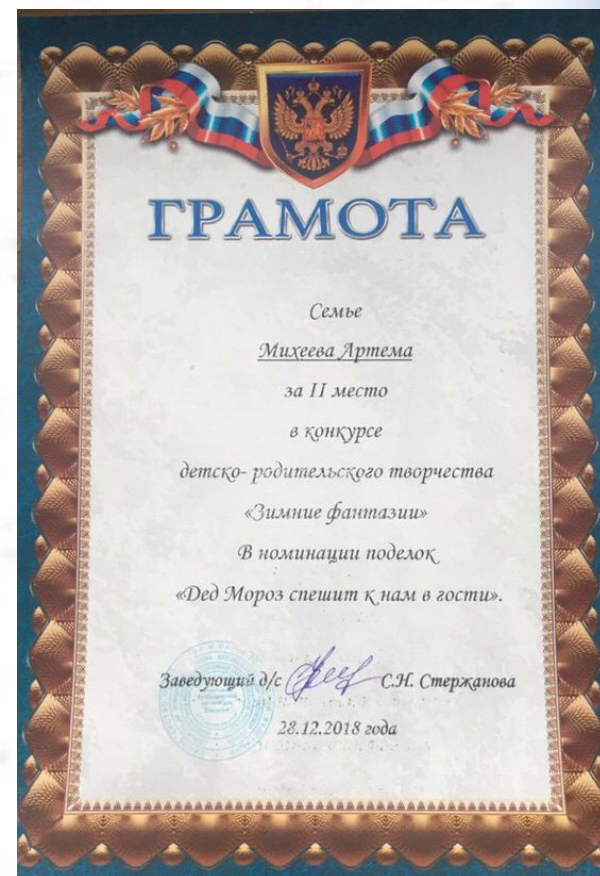 ГРАМОТА
Семье
Михеева Артема
за II место
в конкурсе
детско- родительского творчества
«Зимние фантазии»
В номинации поделок
«Дед Мороз спешит к нам в гости».
Заведующий д/с С.Н. Стержанова
28.12.2018 года